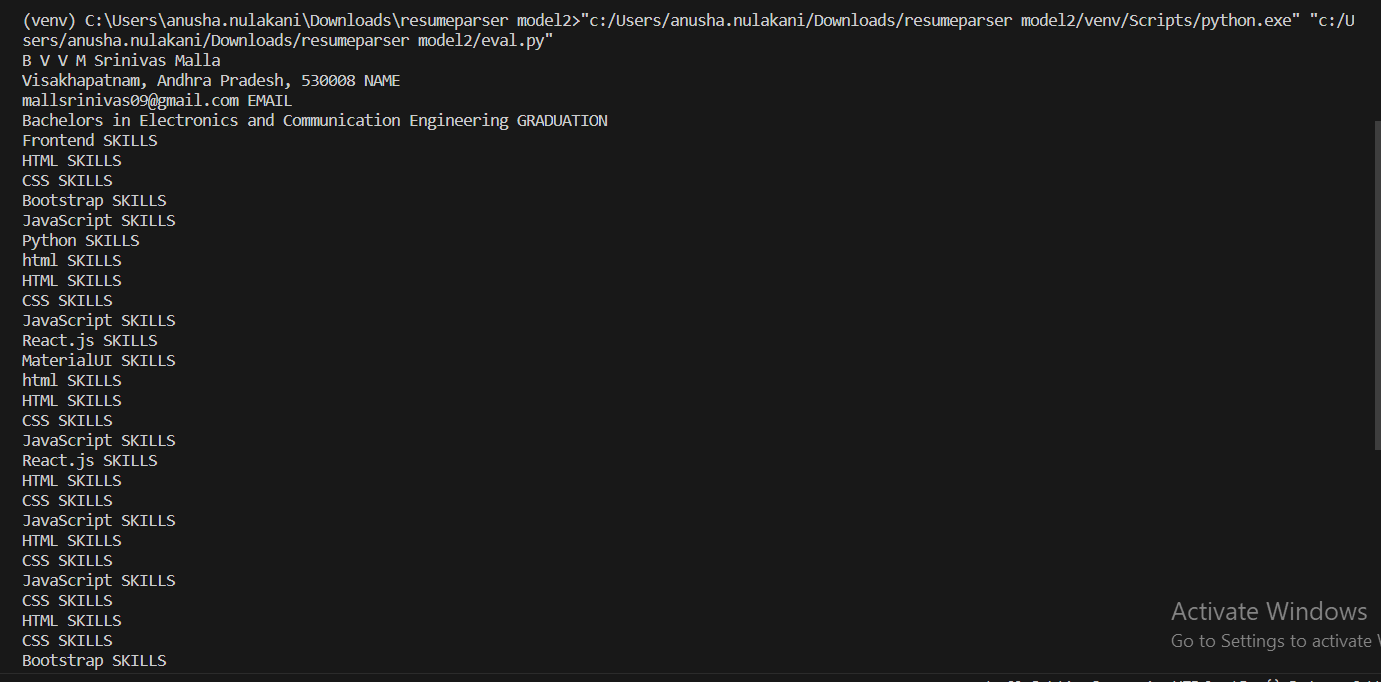 (venv) C:\Users\anusha.nulakani\Downloads\resumeparser model2>"c:/Users/anusha.nulakani/Downloads/resumeparser model2/venv/Scripts/python.exe" "c:/U
sers/anusha.nulakani/Downloads/resumeparser model2/eval.py"
B V V M Srinivas Malla
Visakhapatnam, Andhra Pradesh, 530008 NAME
mallsrinivas09@gmail.com EMAIL
Bachelors in Electronics and Communication Engineering GRADUATION
Frontend SKILLS
HTML SKILLS
CSS SKILLS
Bootstrap SKILLS
JavaScript SKILLS
Python SKILLS
html SKILLS
HTML SKILLS
CSS SKILLS
JavaScript SKILLS
React.js SKILLS
MaterialUI SKILLS
html SKILLS
HTML SKILLS
CSS SKILLS
JavaScript SKILLS
React.js SKILLS
HTML SKILLS
CSS SKILLS
JavaScript SKILLS
HTML SKILLS
CSS SKILLS
JavaScript SKILLS
CSS SKILLS
HTML SKILLS
CSS SKILLS
Bootstrap SKILLS
Activate Windows
Go to Settings to activate